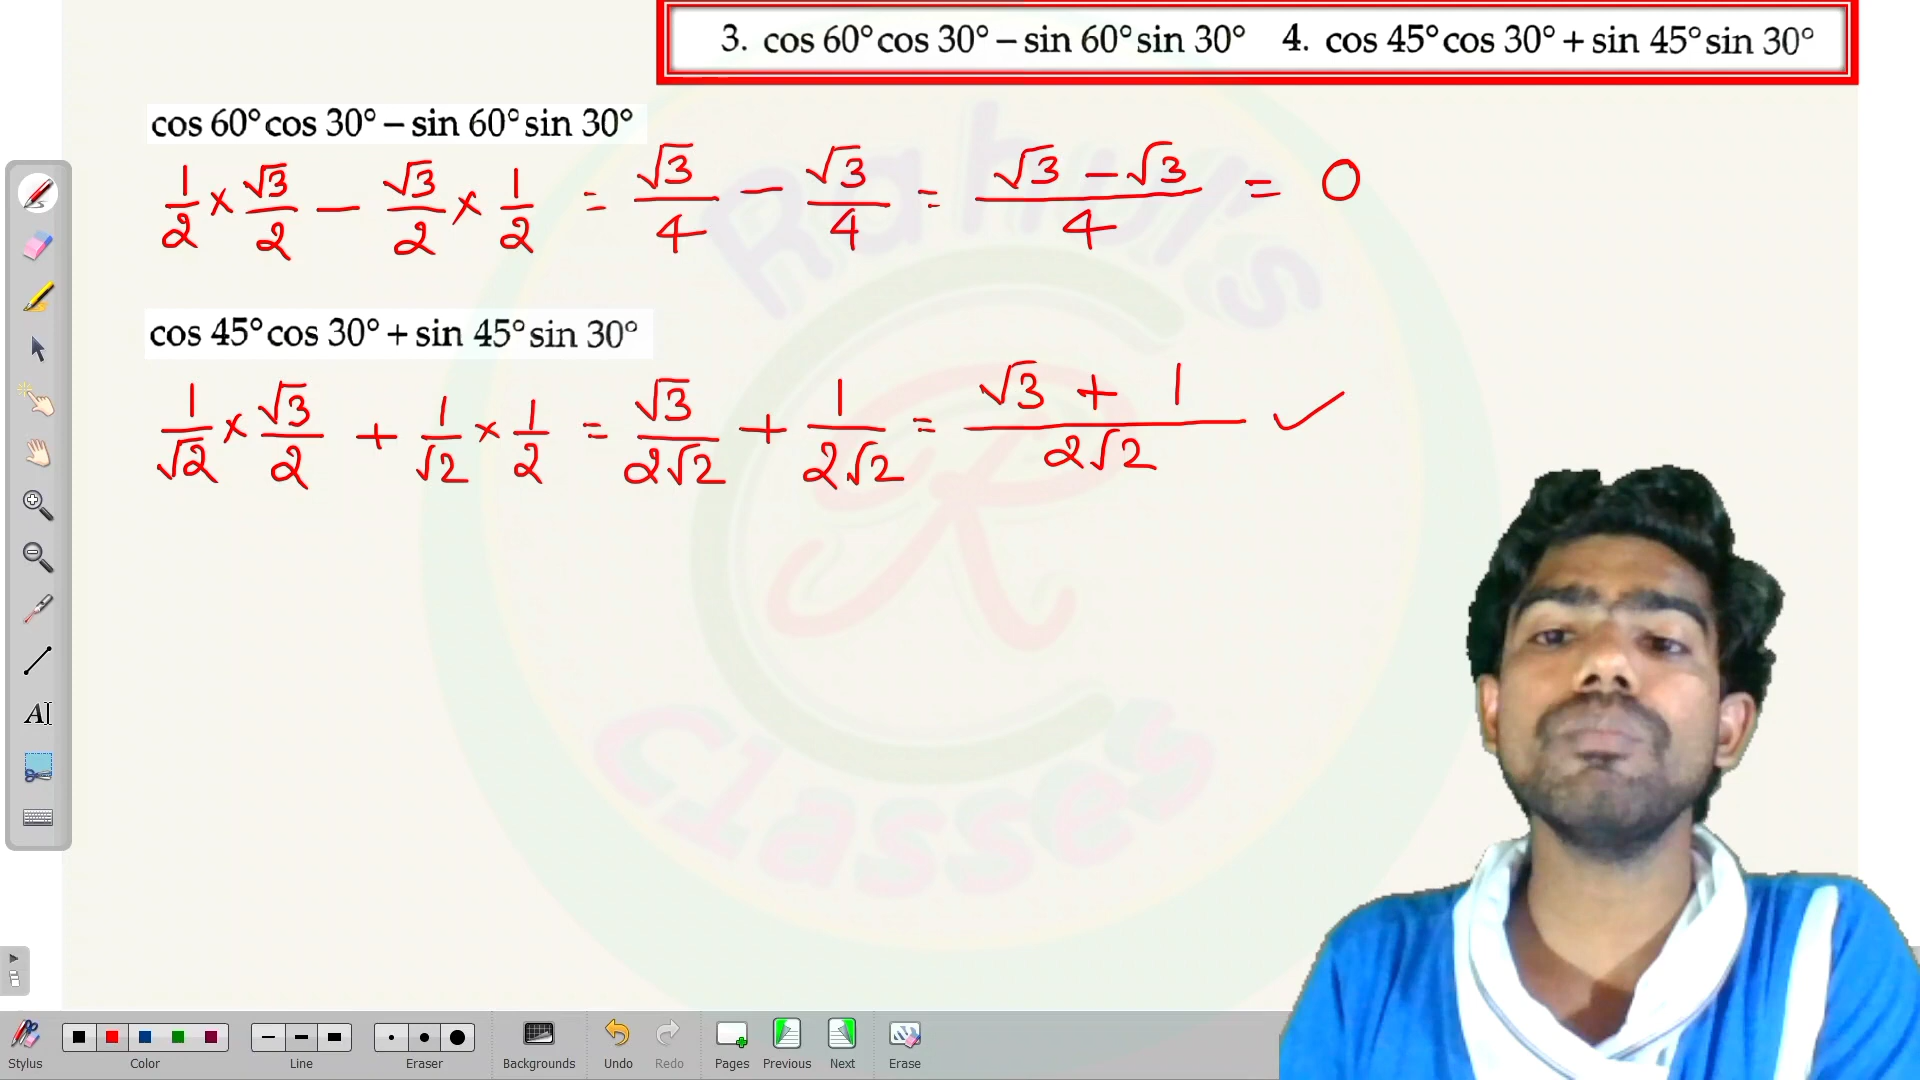 3. cos 60° cos 30° – sin 60° sin 30° 4. cos 45° cos 30° + sin 45° sin 30°
cos 60° cos 30° – sin 60° sin 30°
1/2 × √3/2 – √3/2 × 1/2 = √3/4 – √3/4 = (√3 – √3)/4 = 0
cos 45° cos 30° + sin 45° sin 30°
1/√2 × √3/2 + 1/√2 × 1/2 = √3/(2√2) + 1/(2√2) = (√3 + 1)/(2√2) ✓
Rahul's
RC
Classes
AI
Stylus Color Line Eraser Backgrounds Undo Redo Pages Previous Next Erase